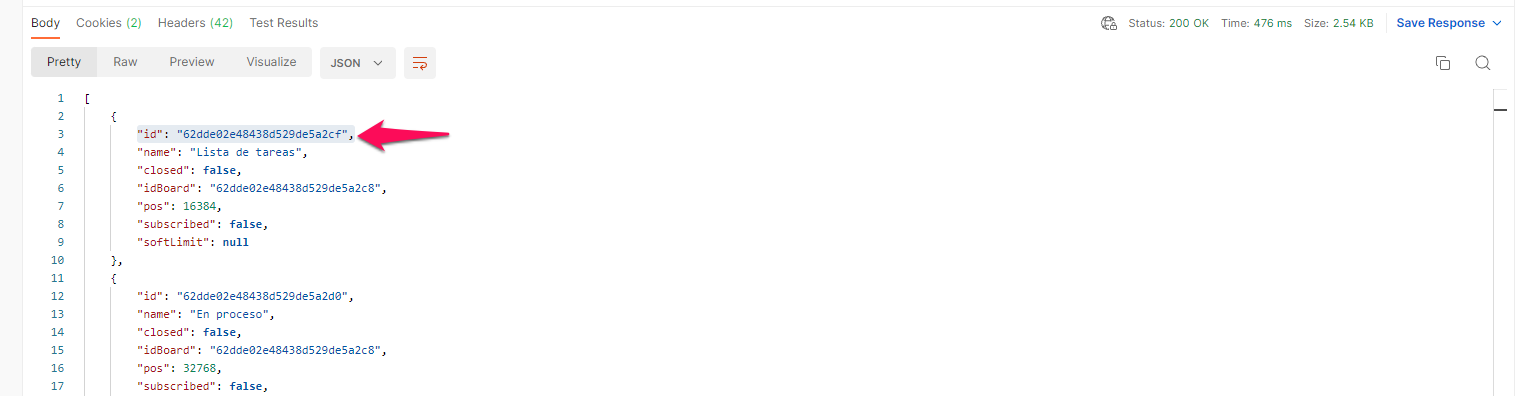 Body Cookies (2) Headers (42) Test Results Status: 200 OK Time: 476 ms Size: 2.54 KB Save Response
Pretty Raw Preview Visualize JSON
1 [
2 {
3 "id": "62dde02e48438d529de5a2cf",
4 "name": "Lista de tareas",
5 "closed": false,
6 "idBoard": "62dde02e48438d529de5a2c8",
7 "pos": 16384,
8 "subscribed": false,
9 "softLimit": null
10 },
11 {
12 "id": "62dde02e48438d529de5a2d0",
13 "name": "En proceso",
14 "closed": false,
15 "idBoard": "62dde02e48438d529de5a2c8",
16 "pos": 32768,
17 "subscribed": false,